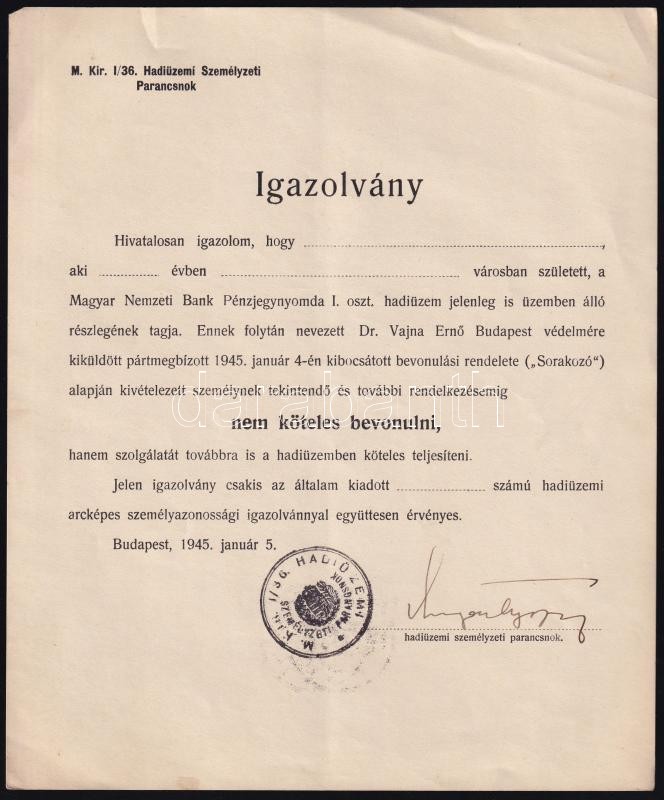 M. Kir. I/36. Hadiüzemi Személyzeti
Parancsnok
Igazolvány
Hivatalosan igazolom, hogy ........................,
aki ............ évben ........................ városban született, a
Magyar Nemzeti Bank Pénzjegynyomda I. oszt. hadiüzem jelenleg is üzemben álló
részlegének tagja. Ennek folytán nevezett Dr. Vajna Ernő Budapest védelmére
kiküldött pártmegbízott 1945. január 4-én kibocsátott bevonulási rendelete („Sorakozó“)
alapján kivételezett személynek tekintendő és további rendelkezésemig
darabanth
nem köteles bevonulni,
hanem szolgálatát továbbra is a hadiüzemben köteles teljesíteni.
Jelen igazolvány csakis az általam kiadott ............ számú hadiüzemi
arcképes személyazonossági igazolvánnyal együttesen érvényes.
Budapest, 1945. január 5.
M. kir. I/36. HADIÜZEMI
SZEMÉLYZETI PARANCSNOK
hadiüzemi személyzeti parancsnok.